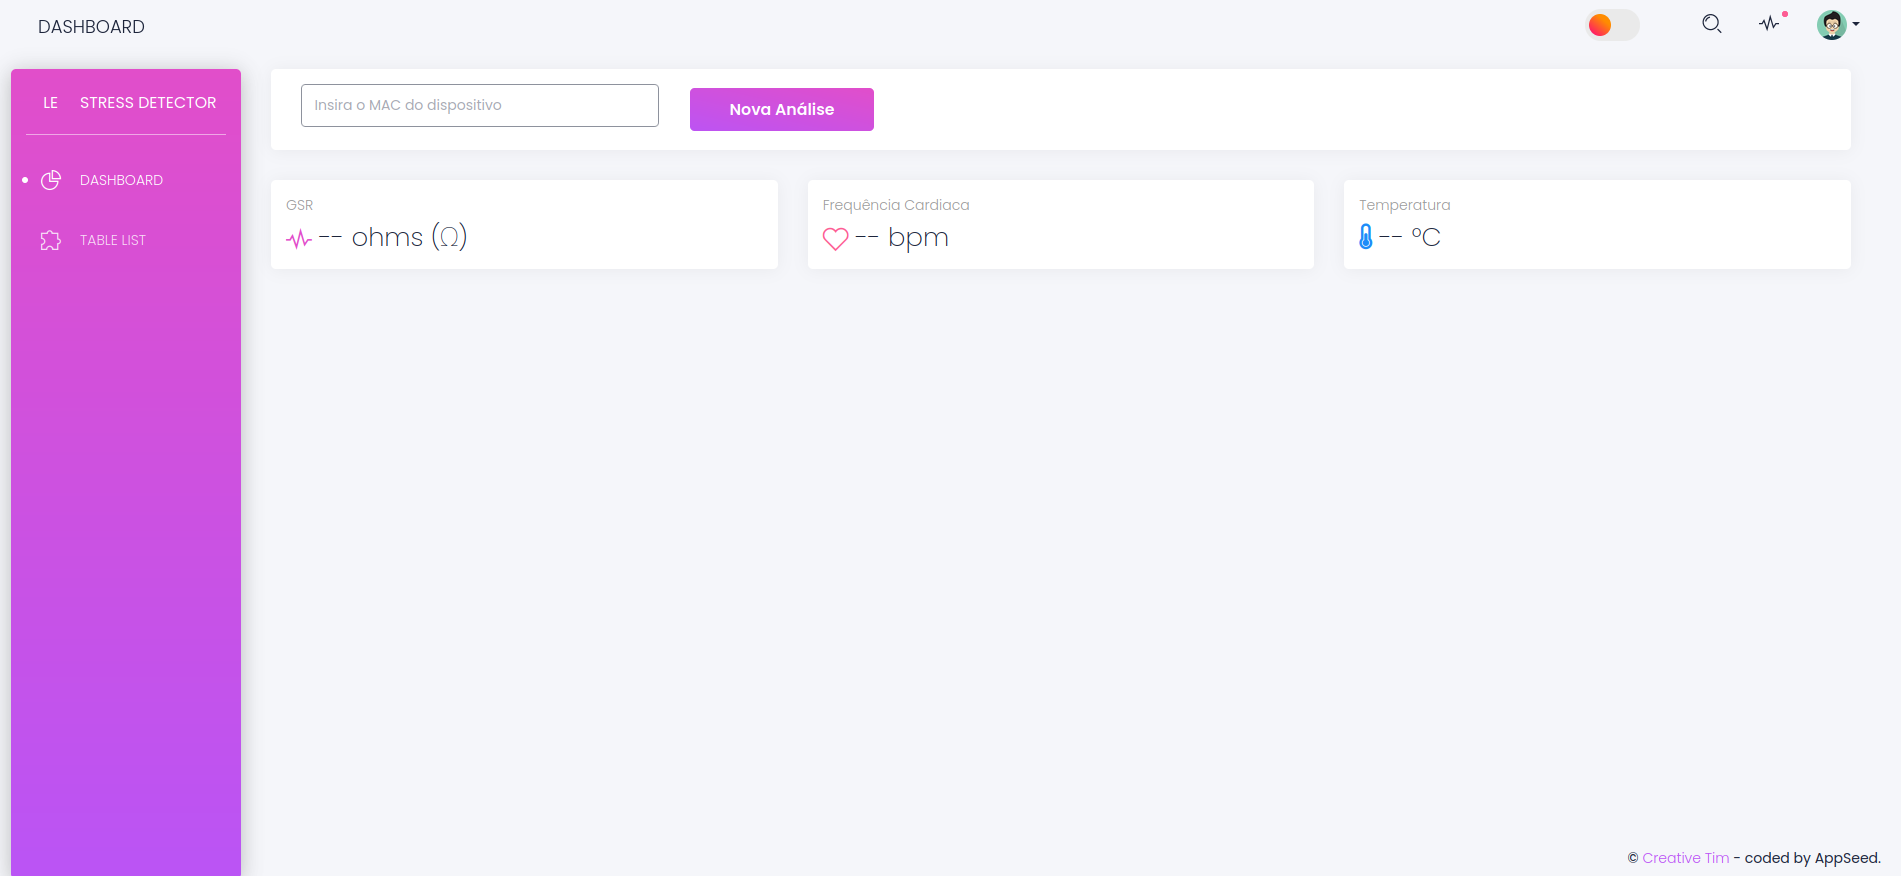 DASHBOARD
LE STRESS DETECTOR
DASHBOARD
TABLE LIST
Insira o MAC do dispositivo
Nova Análise
GSR
-- ohms (Ω)
Frequência Cardiaca
-- bpm
Temperatura
-- ºC
© Creative Tim - coded by AppSeed.